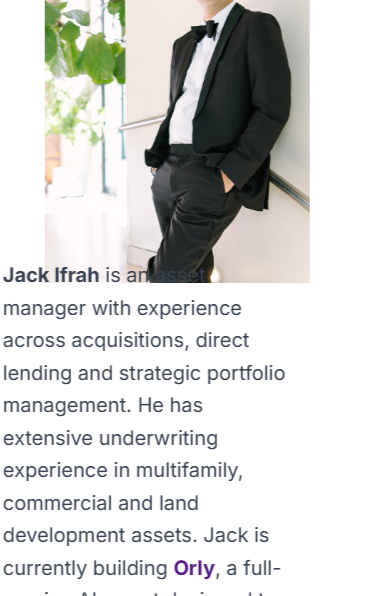 Jack Ifrah is an asset
manager with experience
across acquisitions, direct
lending and strategic portfolio
management. He has
extensive underwriting
experience in multifamily,
commercial and land
development assets. Jack is
currently building Orly, a full-